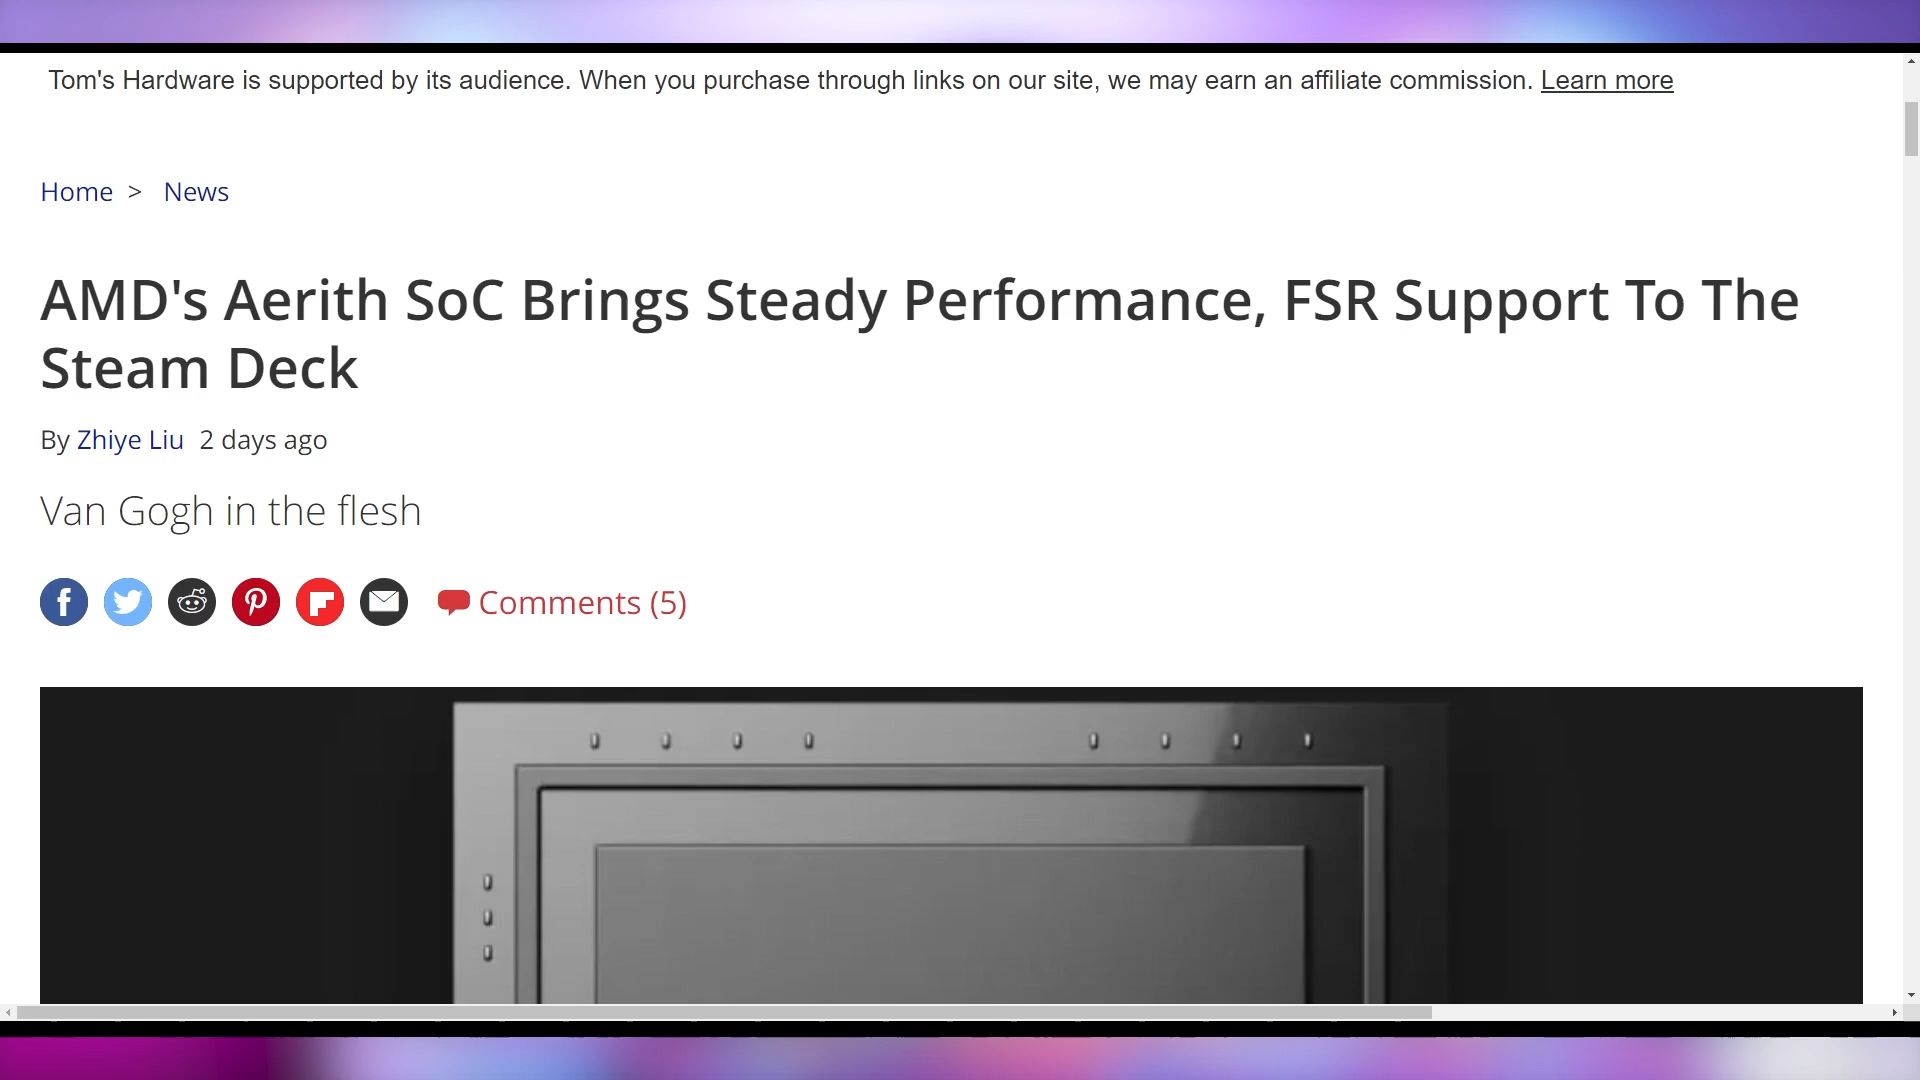 Tom's Hardware is supported by its audience. When you purchase through links on our site, we may earn an affiliate commission. Learn more
Home > News
AMD's Aerith SoC Brings Steady Performance, FSR Support To The
Steam Deck
By Zhiye Liu 2 days ago
Van Gogh in the flesh
Comments (5)